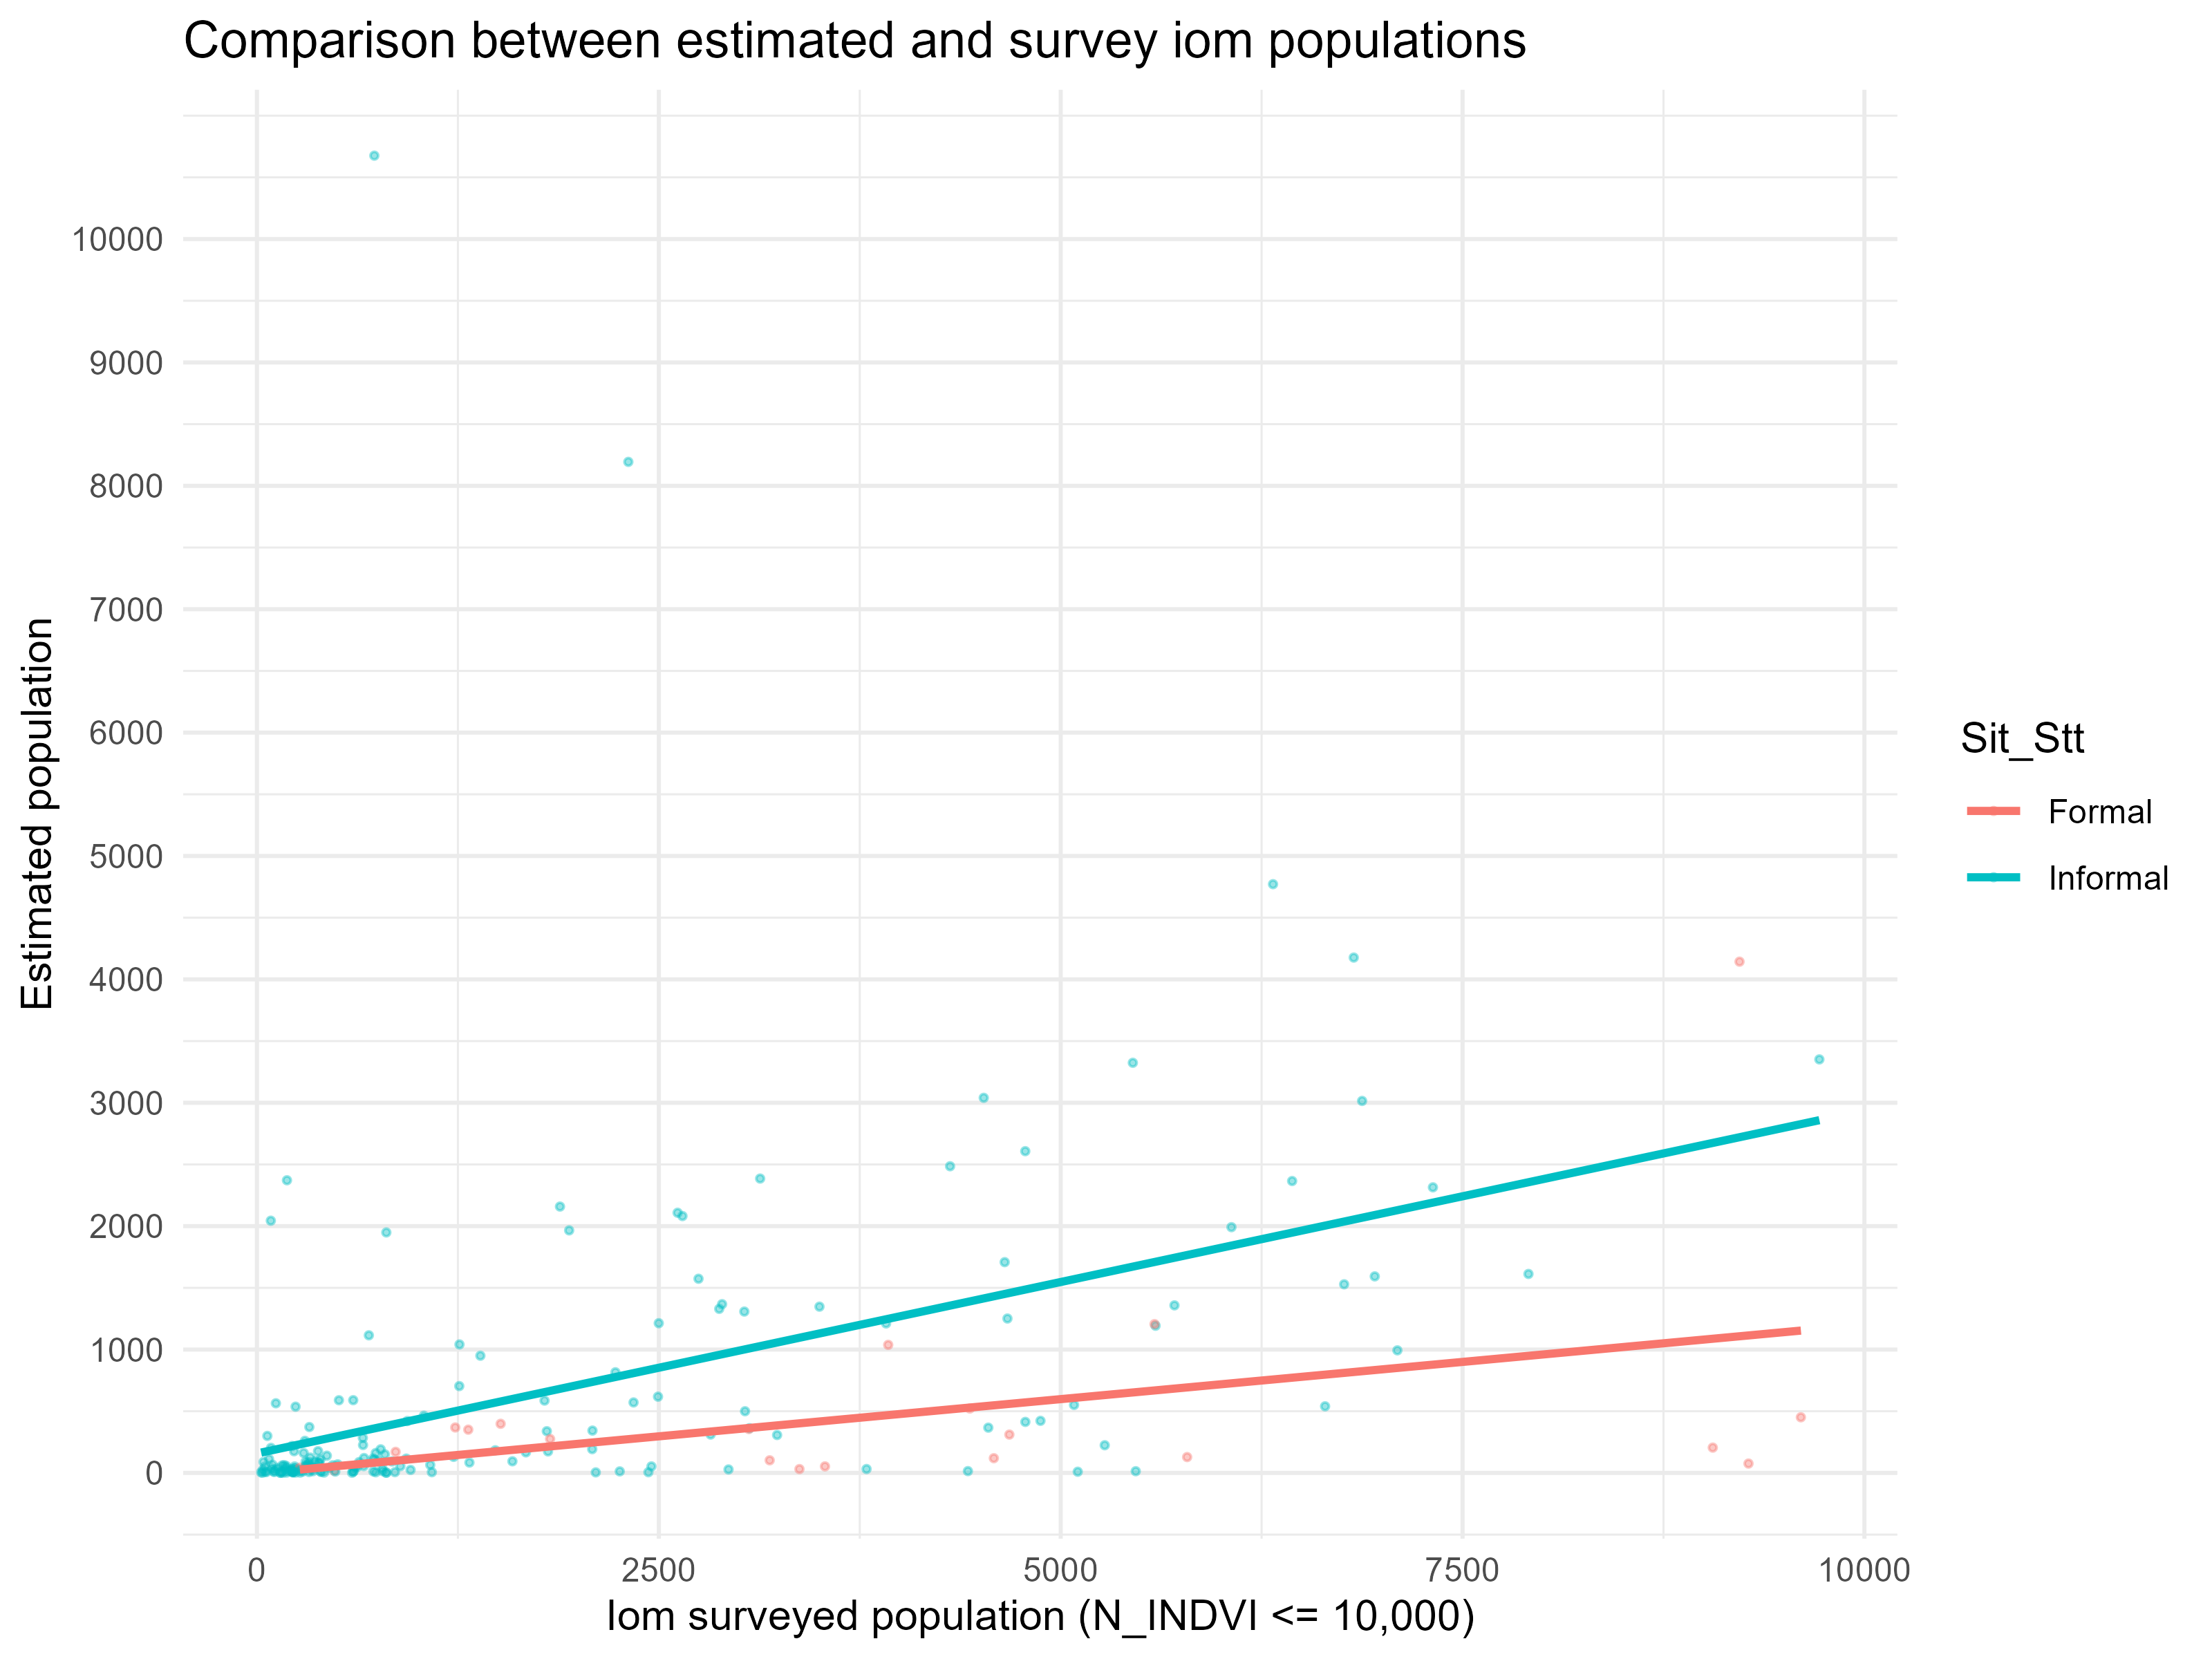 Comparison between estimated and survey iom populations
Estimated population
10000
9000
8000
7000
6000
5000
4000
3000
2000
1000
0
0 2500 5000 7500 10000
Iom surveyed population (N_INDVI <= 10,000)
Sit_Stt
Formal
Informal